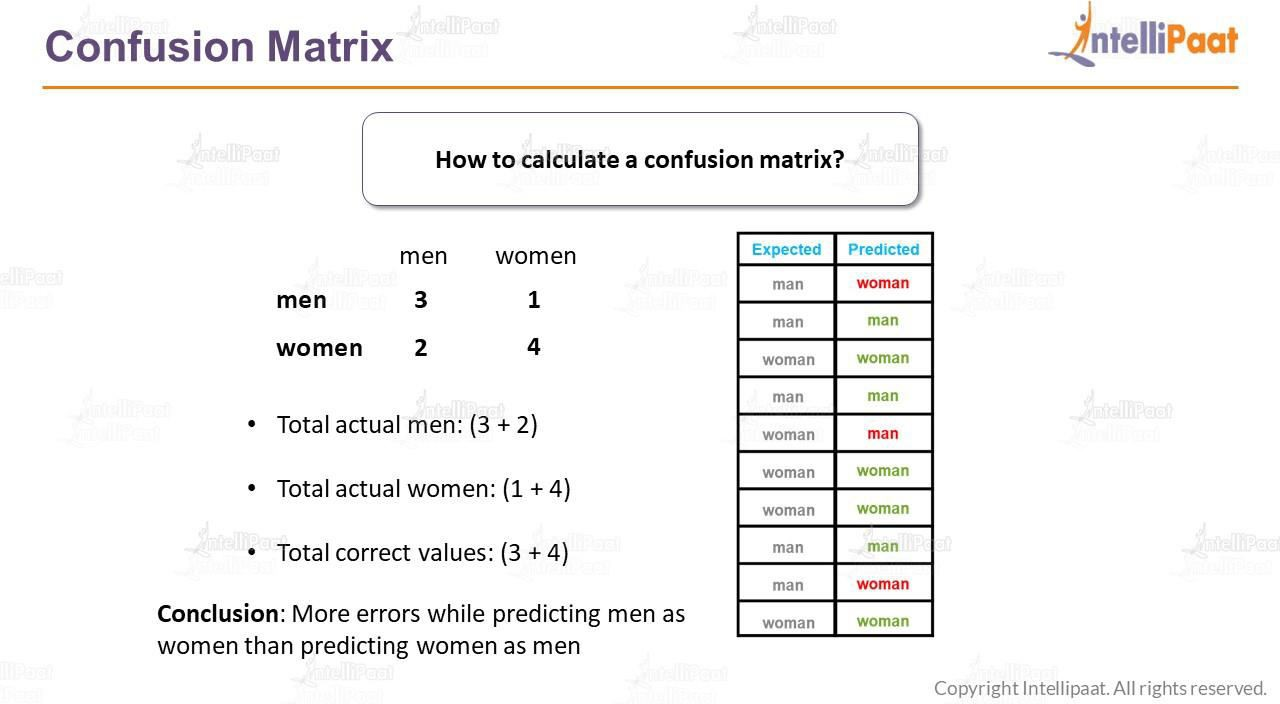 Confusion Matrix
IntelliPaat
How to calculate a confusion matrix?
men women
men 3 1
women 2 4
• Total actual men: (3 + 2)
• Total actual women: (1 + 4)
• Total correct values: (3 + 4)
Conclusion: More errors while predicting men as
women than predicting women as men
Expected Predicted
man woman
man man
woman woman
man man
woman man
woman woman
woman woman
man man
man woman
woman woman
Copyright Intellipaat. All rights reserved.